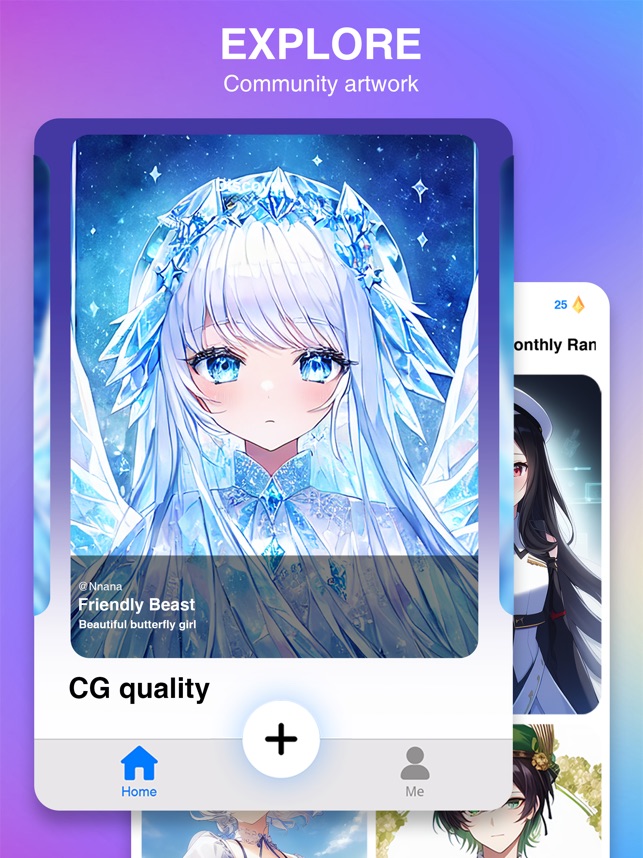 EXPLORE
Community artwork
25
onthly Ran
@Nnana
Friendly Beast
Beautiful butterfly girl
CG quality
Home
Me